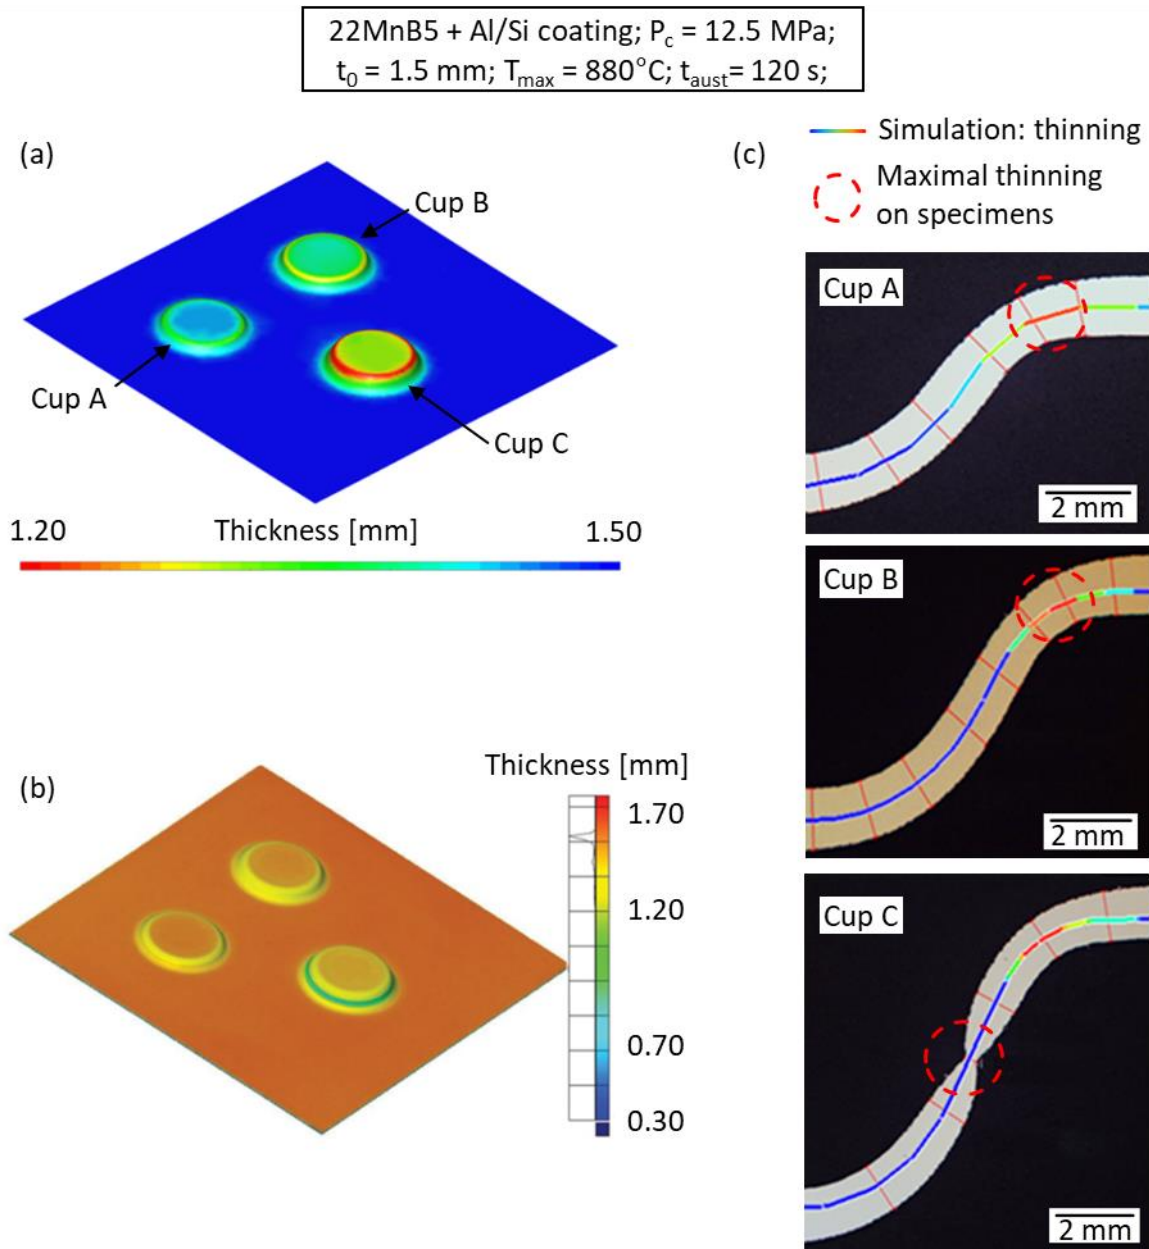 22MnB5 + Al/Si coating; Pc = 12.5 MPa;
t0 = 1.5 mm; Tmax = 880°C; taust= 120 s;
(a)
Cup B
Cup A
Cup C
1.20 Thickness [mm] 1.50
(b)
Thickness [mm]
1.70
1.20
0.70
0.30
(c)
Simulation: thinning
Maximal thinning
on specimens
Cup A
2 mm
Cup B
2 mm
Cup C
2 mm